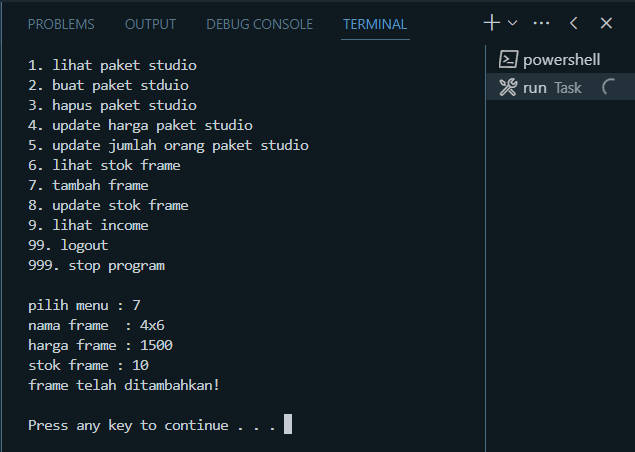 PROBLEMS OUTPUT DEBUG CONSOLE TERMINAL
1. lihat paket studio
2. buat paket stduio
3. hapus paket studio
4. update harga paket studio
5. update jumlah orang paket studio
6. lihat stok frame
7. tambah frame
8. update stok frame
9. lihat income
99. logout
999. stop program
pilih menu : 7
nama frame  : 4x6
harga frame : 1500
stok frame : 10
frame telah ditambahkan!
Press any key to continue . . .
powershell
run Task